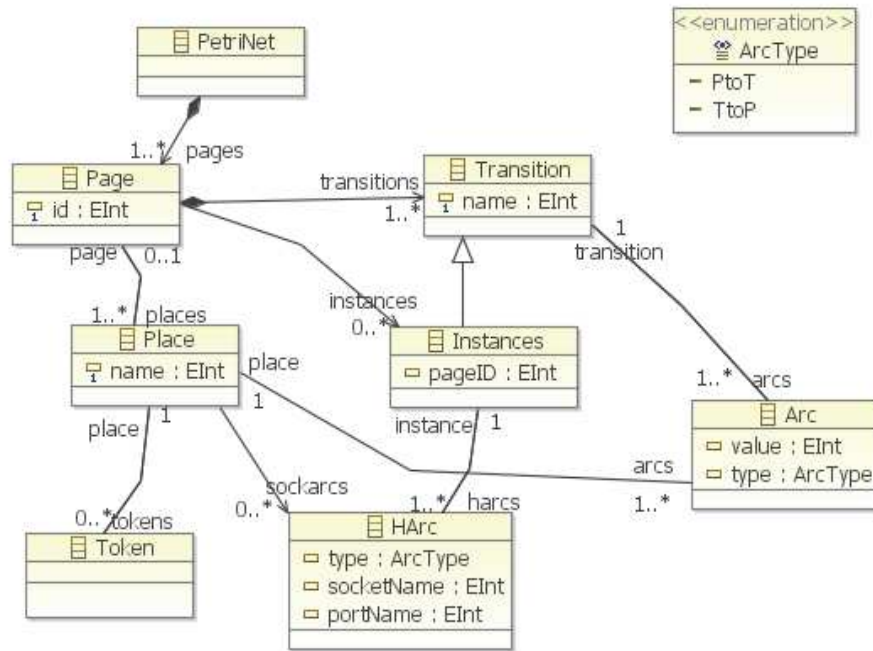 PetriNet
<<enumeration>>
ArcType
PtoT
TtoP
1..* pages
Page
id : EInt
transitions
1..*
Transition
name : EInt
page 0..1
1
transition
instances
0..*
1..* places
Place
name : EInt
place
1
Instances
pageID : EInt
1..* arcs
place 1
instance 1
Arc
value : EInt
type : ArcType
arcs
1..*
sockarcs
0..*
1..* harcs
0..* tokens
Token
HArc
type : ArcType
socketName : EInt
portName : EInt